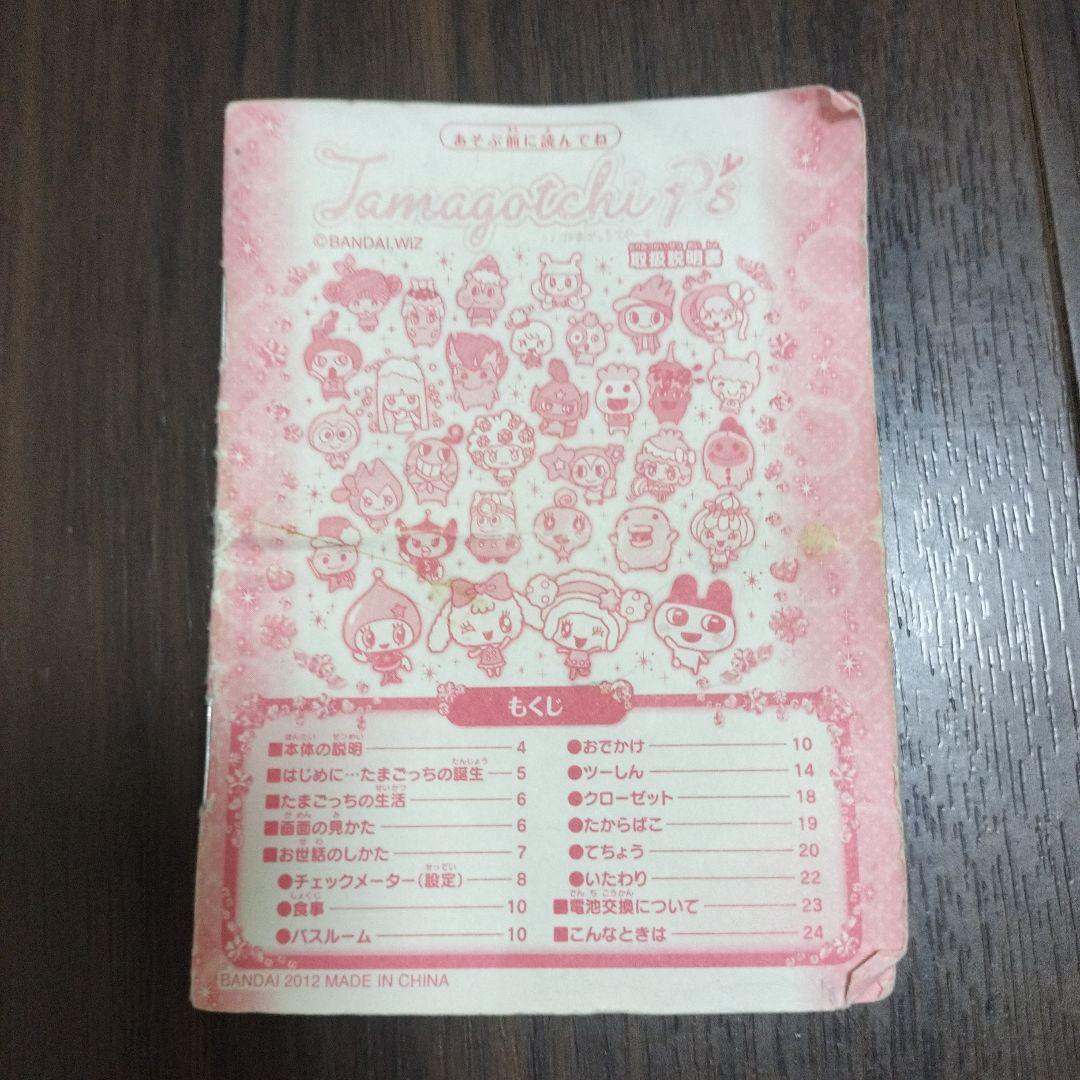 あそぶ前に読んでね
Tamagotchi P's
©BANDAI,WIZ
取扱説明書
もくじ
■本体の説明 4
■はじめに…たまごっちの誕生 5
■たまごっちの生活 6
■画面の見かた 6
■お世話のしかた 7
●チェックメーター(設定) 8
●食事 10
●バスルーム 10
●おでかけ 10
●ツーしん 14
●クローゼット 18
●たからばこ 19
●てちょう 20
●いたわり 22
■電池交換について 23
■こんなときは 24
BANDAI 2012 MADE IN CHINA